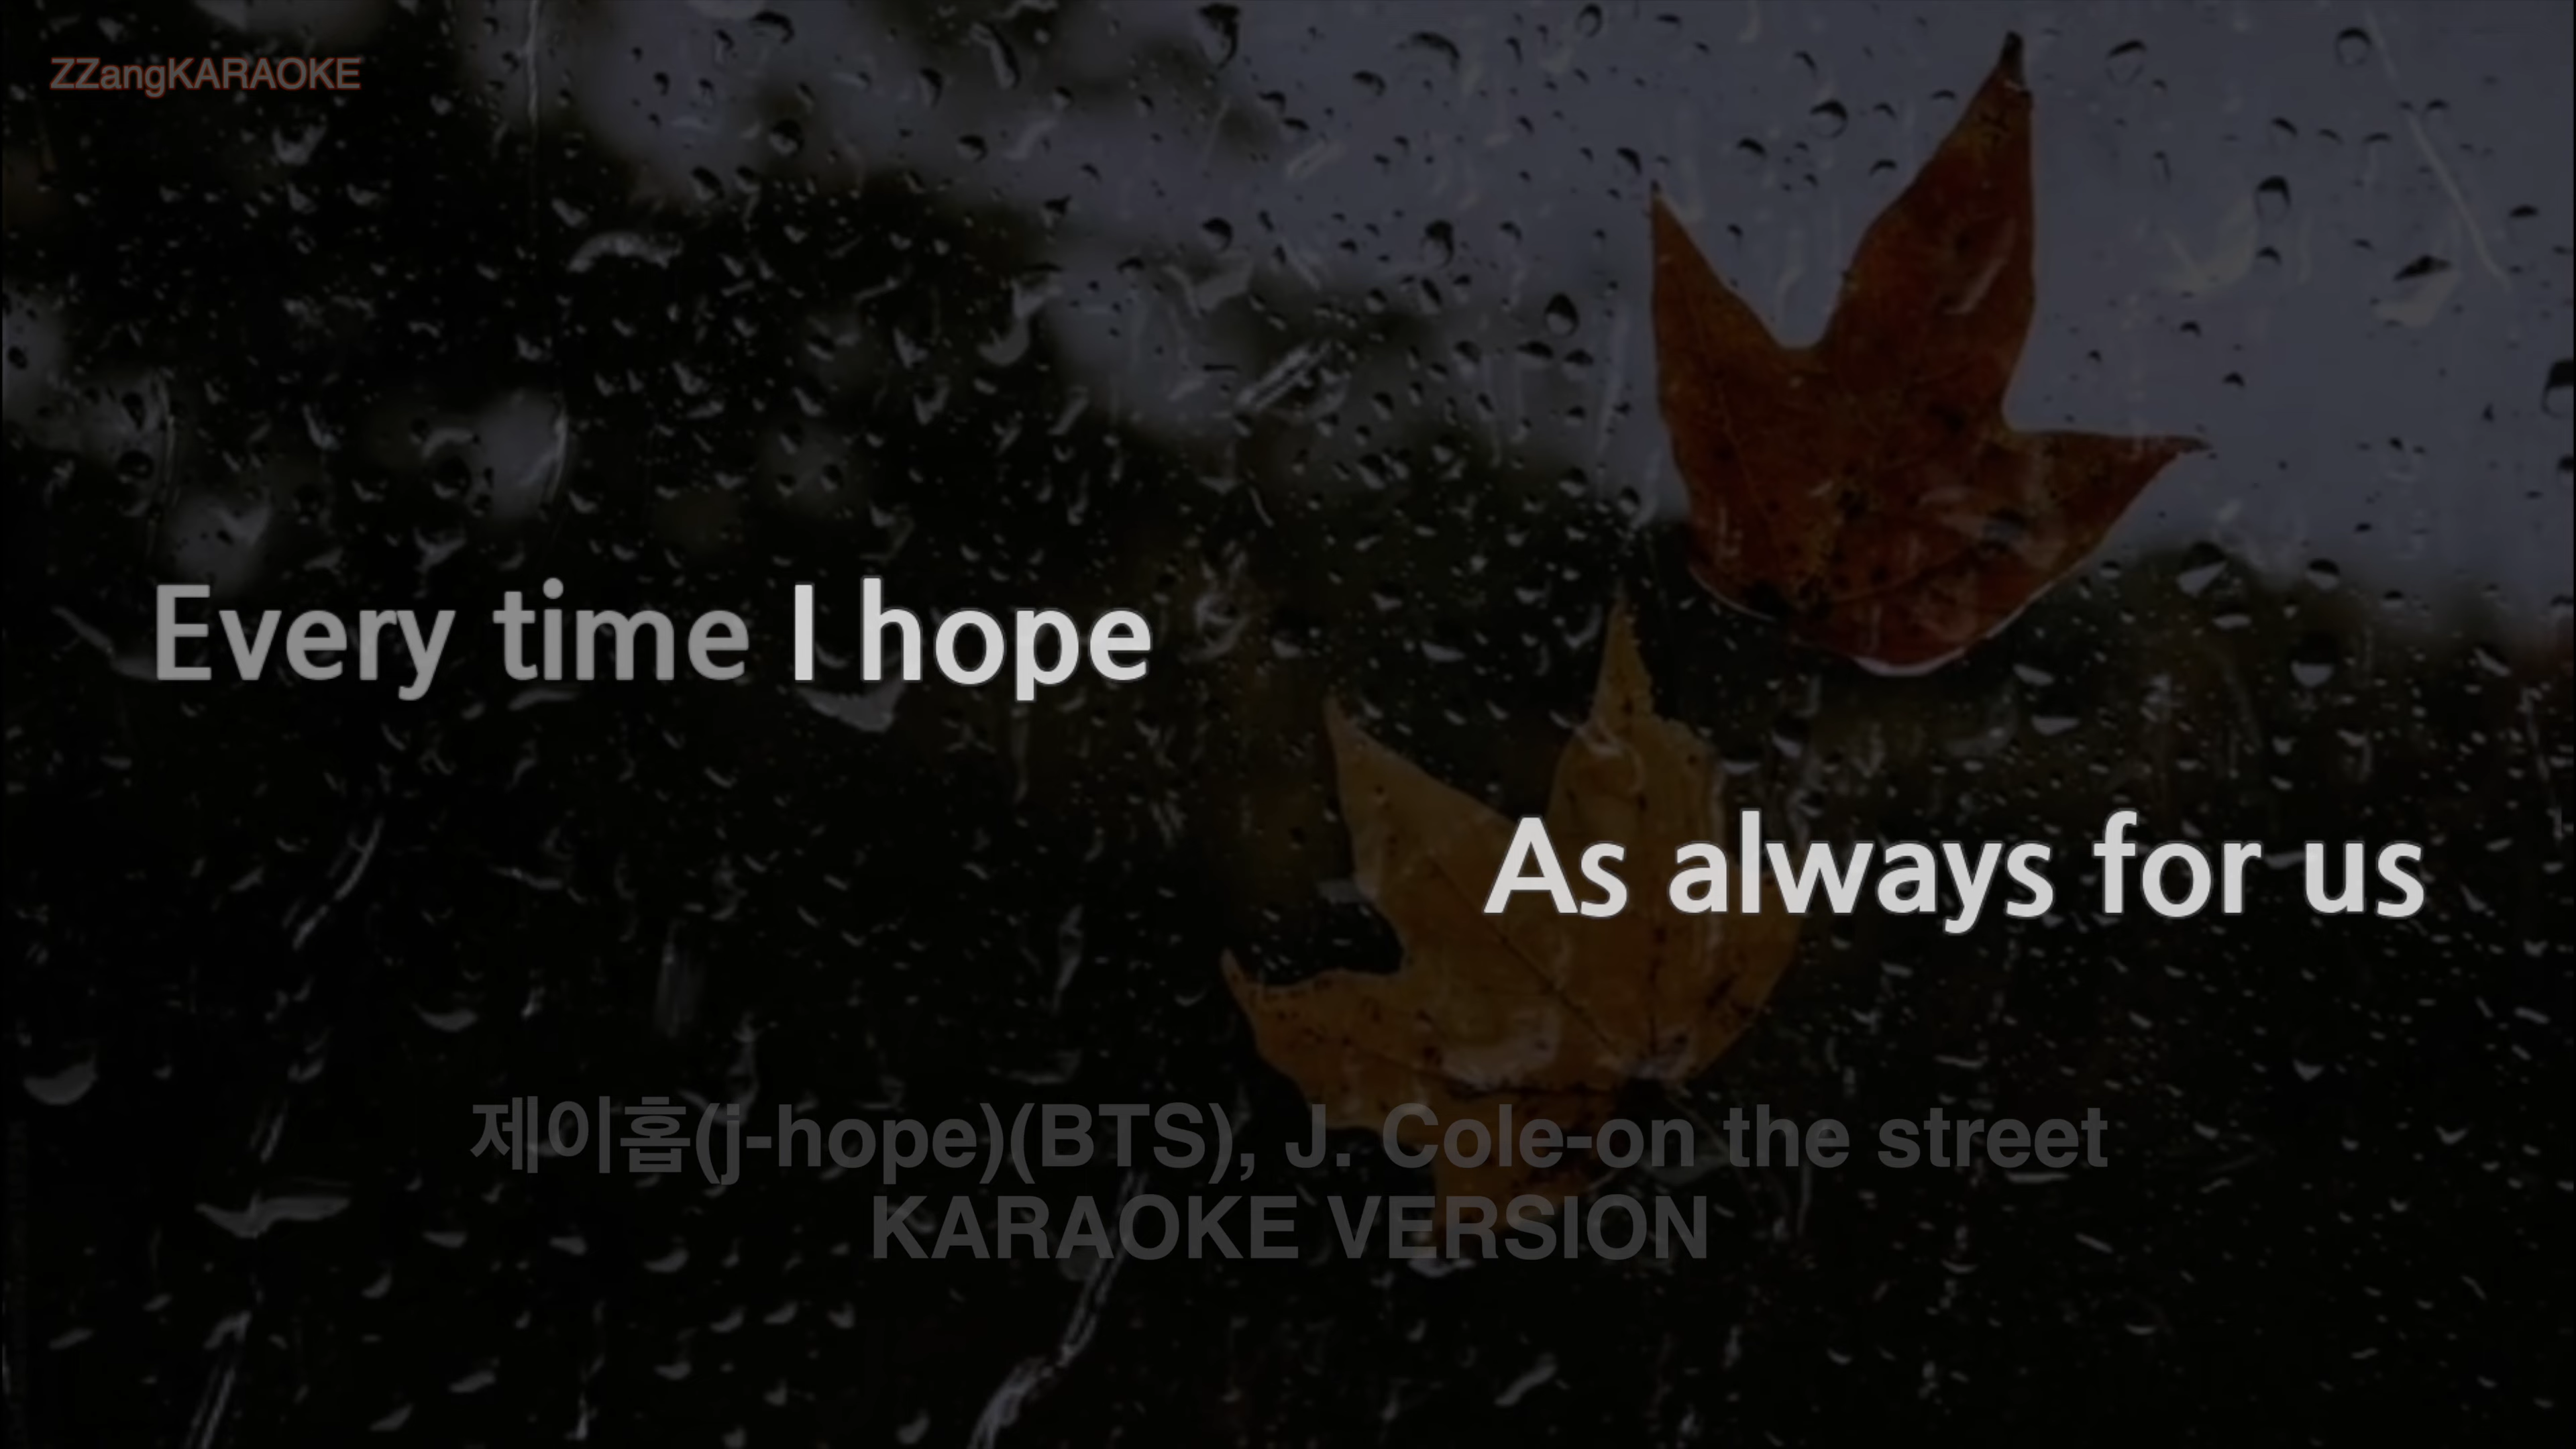 ZZangKARAOKE
Every time I hope
As always for us
제이홉(j-hope)(BTS), J. Cole-on the street
KARAOKE VERSION